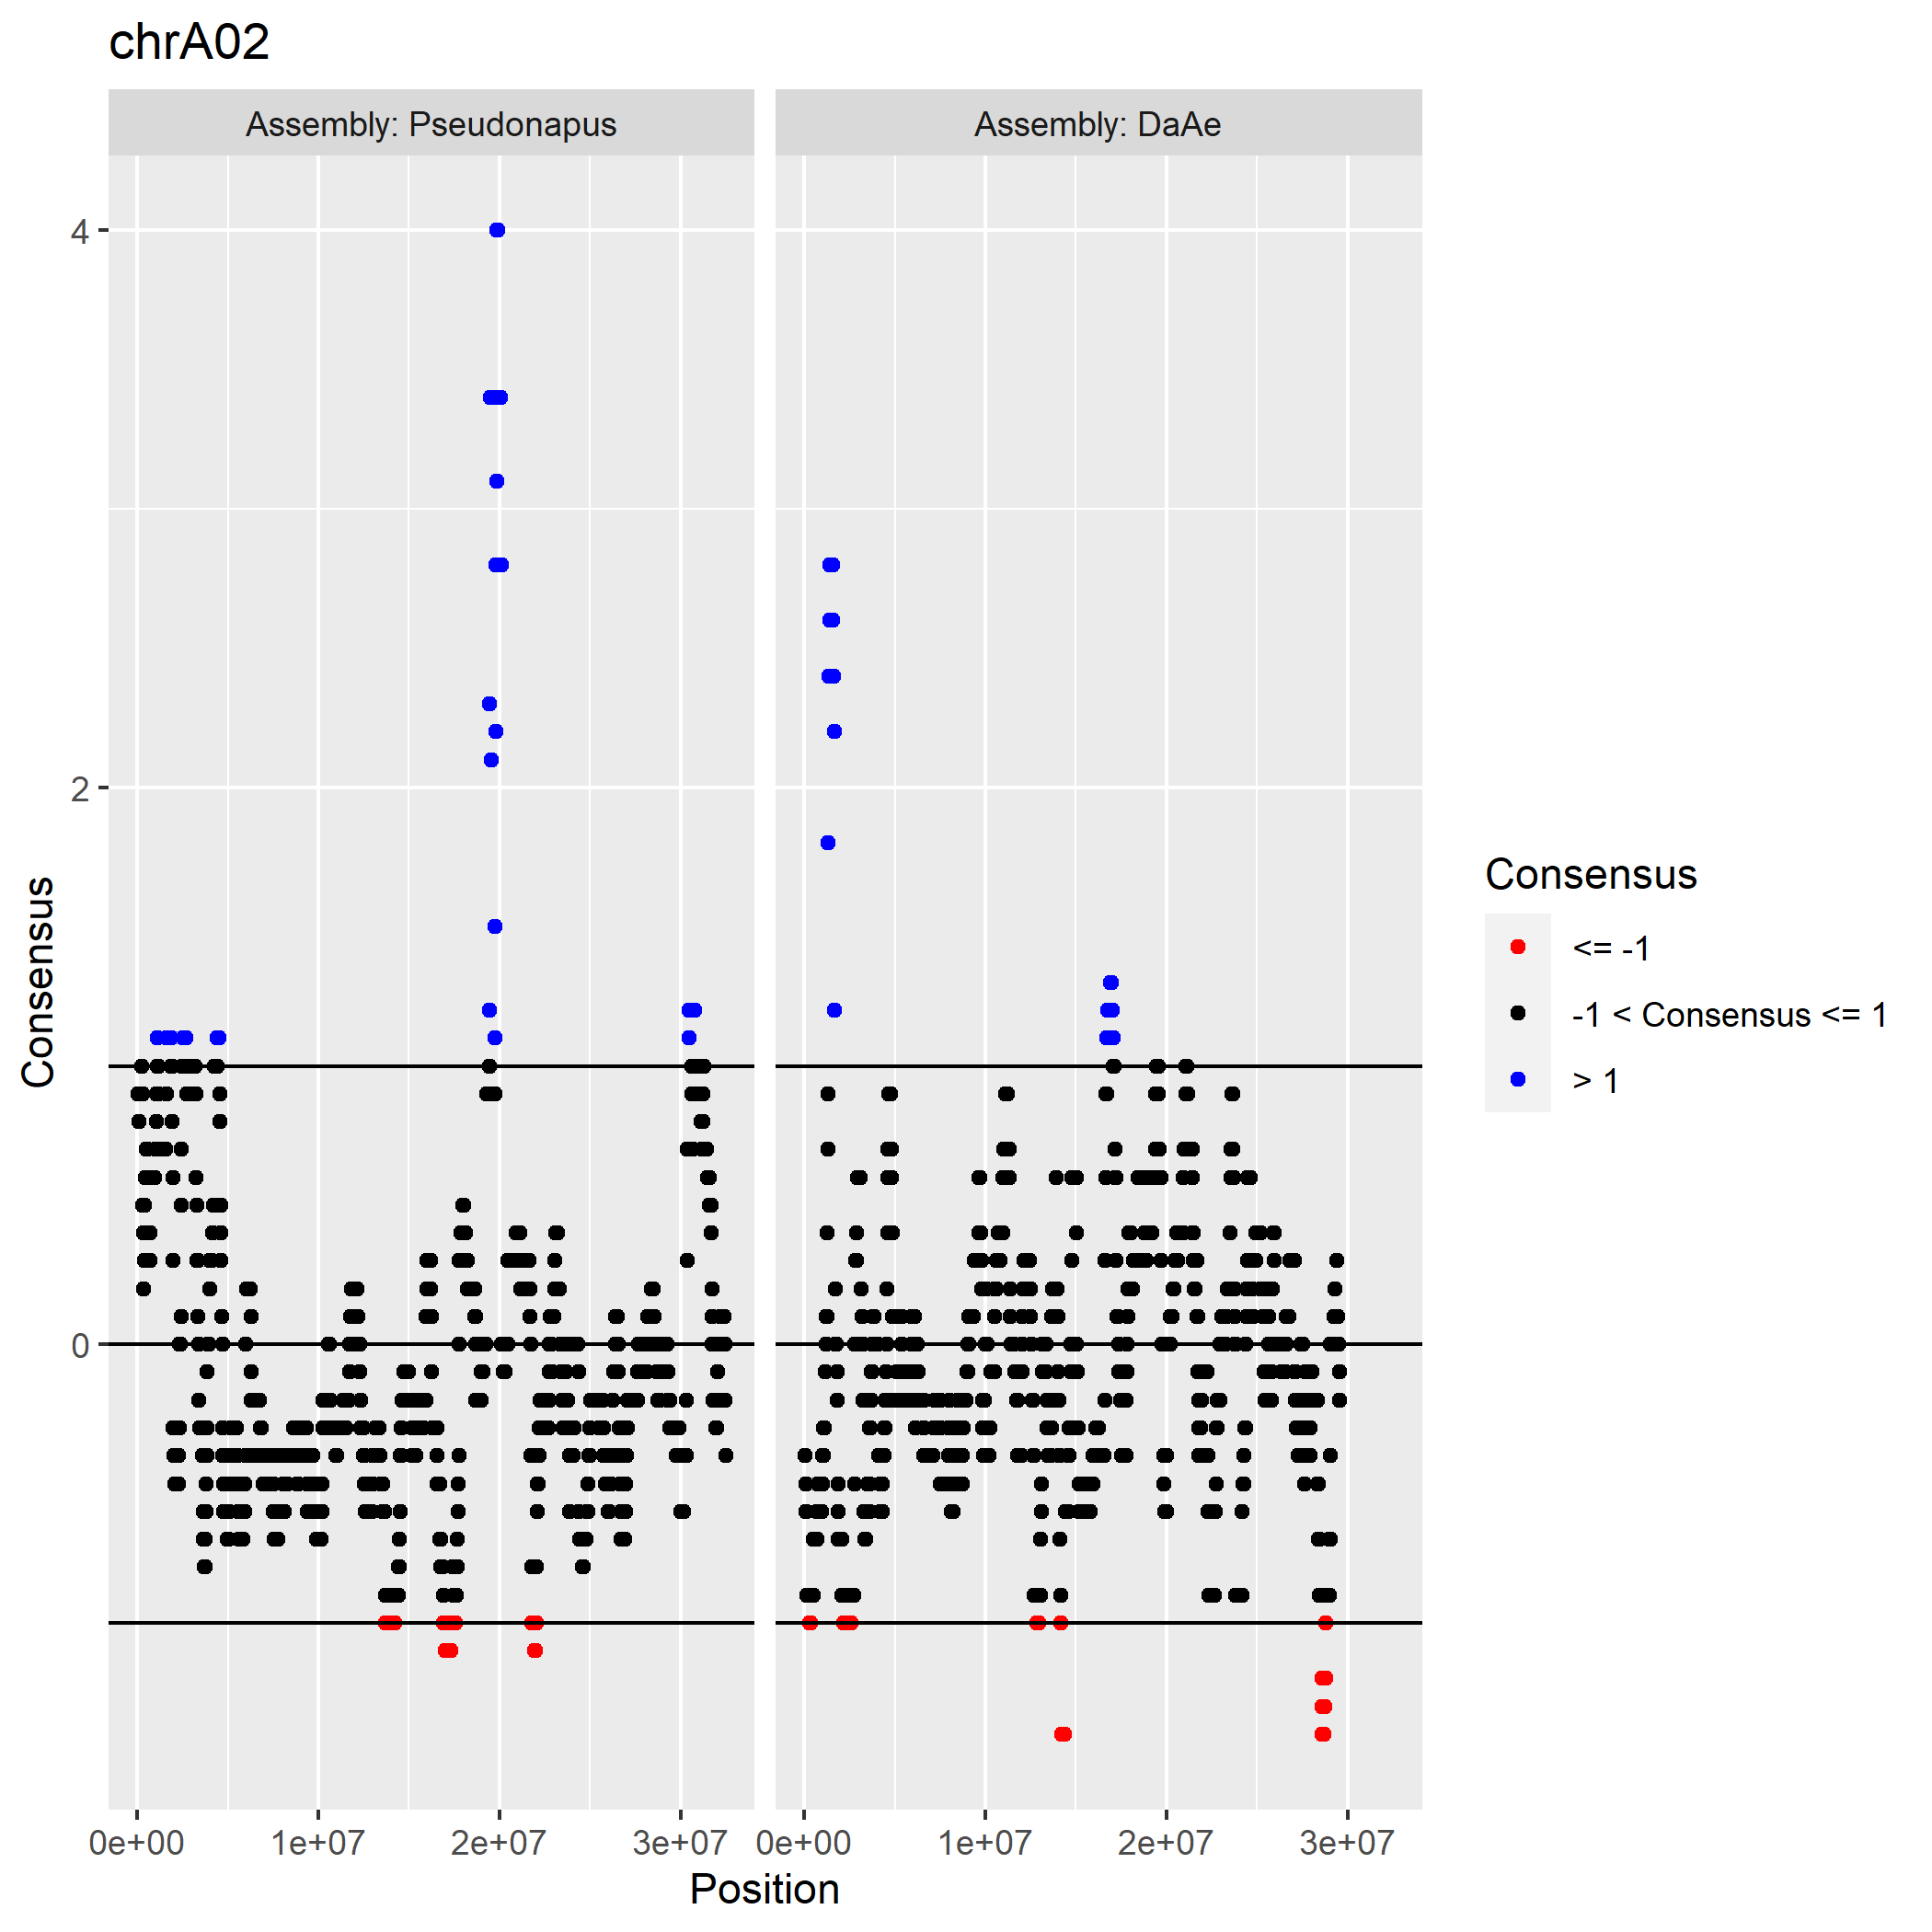 chrA02
Assembly: Pseudonapus
Assembly: DaAe
4
2
0
Consensus
0e+00
1e+07
2e+07
3e+07
0e+00
1e+07
2e+07
3e+07
Position
Consensus
<= -1
-1 < Consensus <= 1
> 1